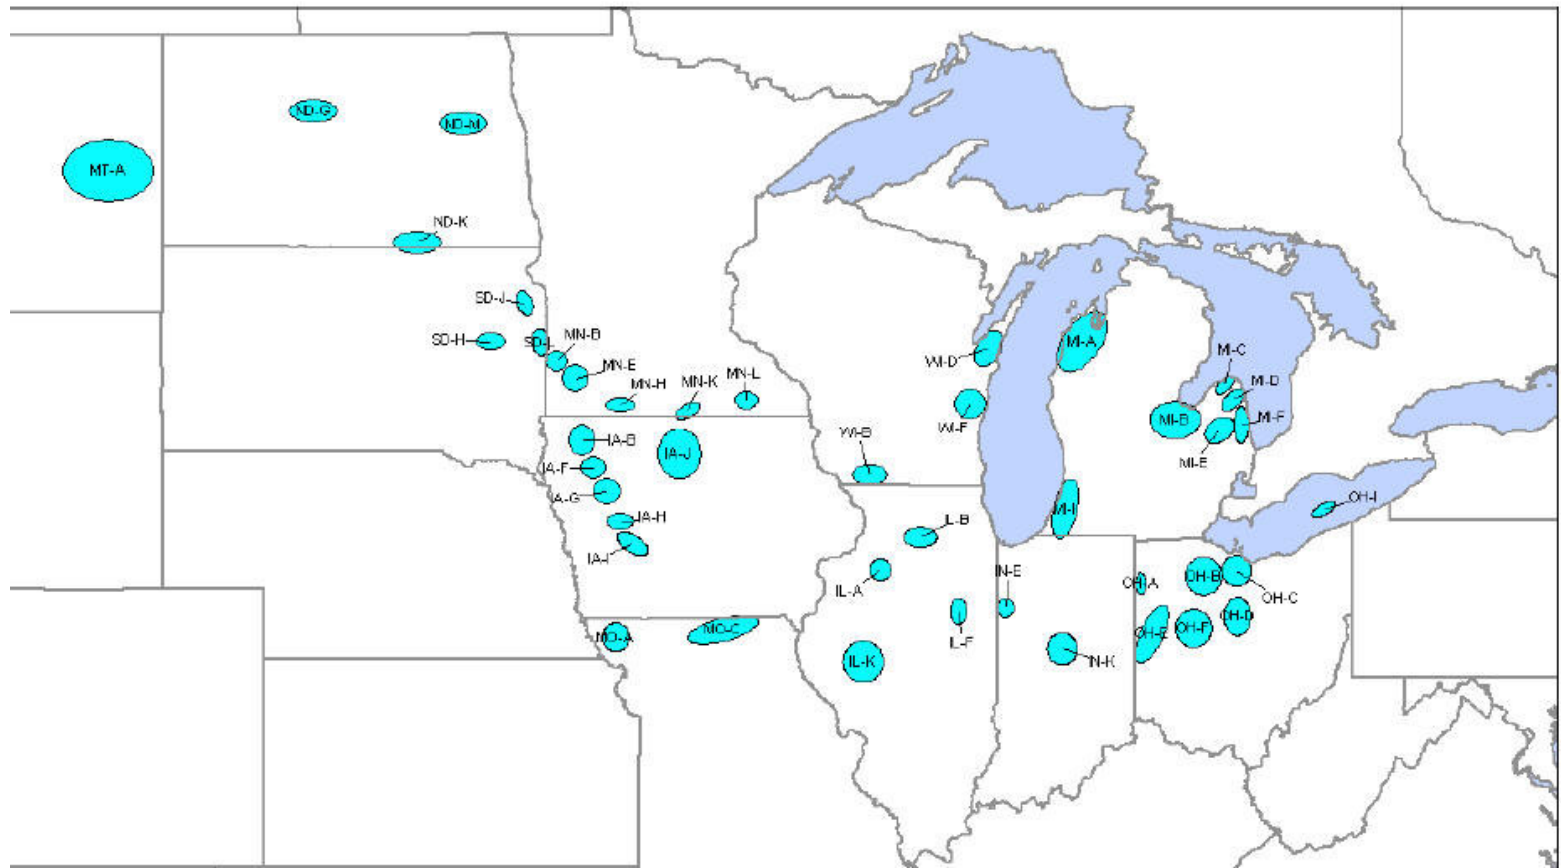 ND-G
ND-M
MT-A
ND-K
SD-J
SD-H
SD-L
MN-B
MN-E
MN-H
MN-K
MN-L
WI-D
MI-A
MI-C
MI-D
WI-F
MI-B
MI-F
MI-E
WI-B
IA-B
IA-J
IA-F
IA-G
IA-H
IA-I
MI-I
OH-I
IL-B
IL-A
IN-E
OH-A
OH-B
OH-C
IL-F
OH-D
OH-E
OH-F
MO-A
MO-C
IL-K
IN-K